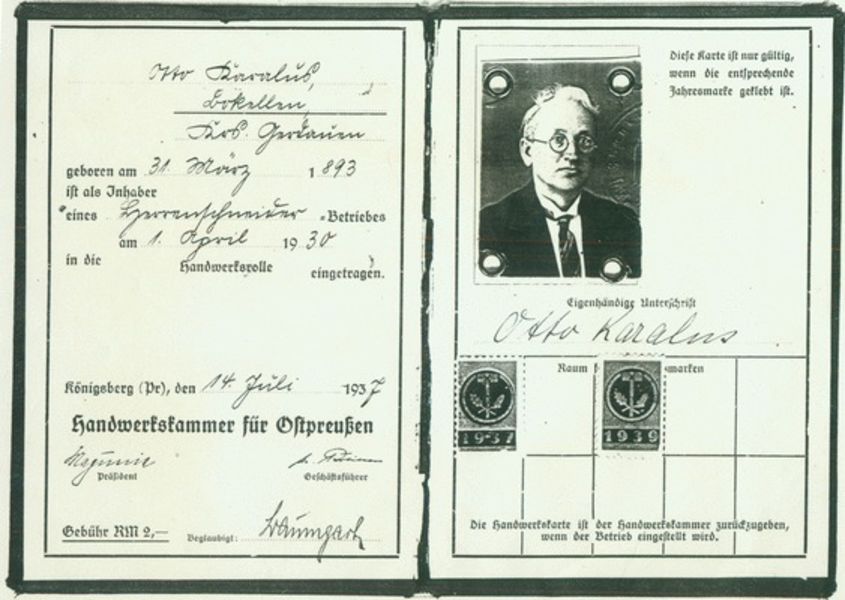 Otto Karalus,
Bokellen,
Krs. Gerdauen
geboren am 31. März 1893
ist als Inhaber
eines Herrenschneider-Betriebes
am 1. April 1930
in die Handwerksrolle eingetragen.
Königsberg (Pr), den 14. Juli 1937
Handwerkskammer für Ostpreußen
Präsident Geschäftsführer
Gebühr RM 2,— Beglaubigt: Baumgart
Diese Karte ist nur gültig,
wenn die entsprechende
Jahresmarke geklebt ist.
Eigenhändige Unterschrift
Otto Karalus
Raum marken
1937 1939
Die Handwerkskarte ist der Handwerkskammer zurückzugeben,
wenn der Betrieb eingestellt wird.